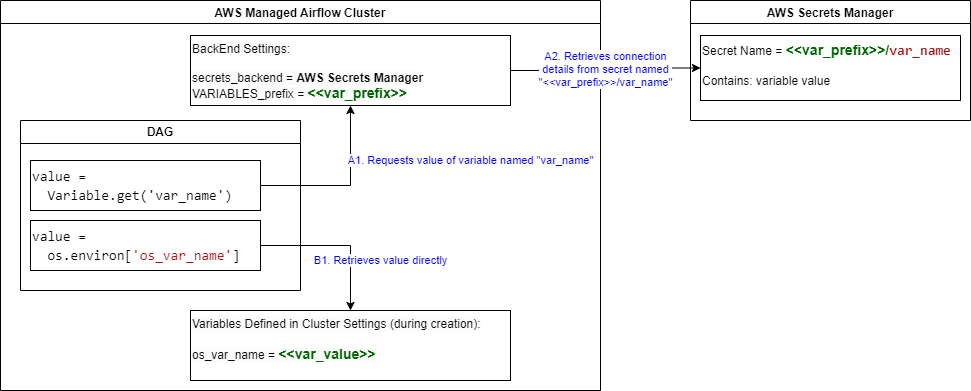 AWS Managed Airflow Cluster
BackEnd Settings:
secrets_backend = AWS Secrets Manager
VARIABLES_prefix = <<var_prefix>>
DAG
value =
Variable.get('var_name')
value =
os.environ['os_var_name']
A1. Requests value of variable named "var_name"
B1. Retrieves value directly
Variables Defined in Cluster Settings (during creation):
os_var_name = <<var_value>>
A2. Retrieves connection
details from secret named
"<<var_prefix>>/var_name"
AWS Secrets Manager
Secret Name = <<var_prefix>>/var_name
Contains: variable value